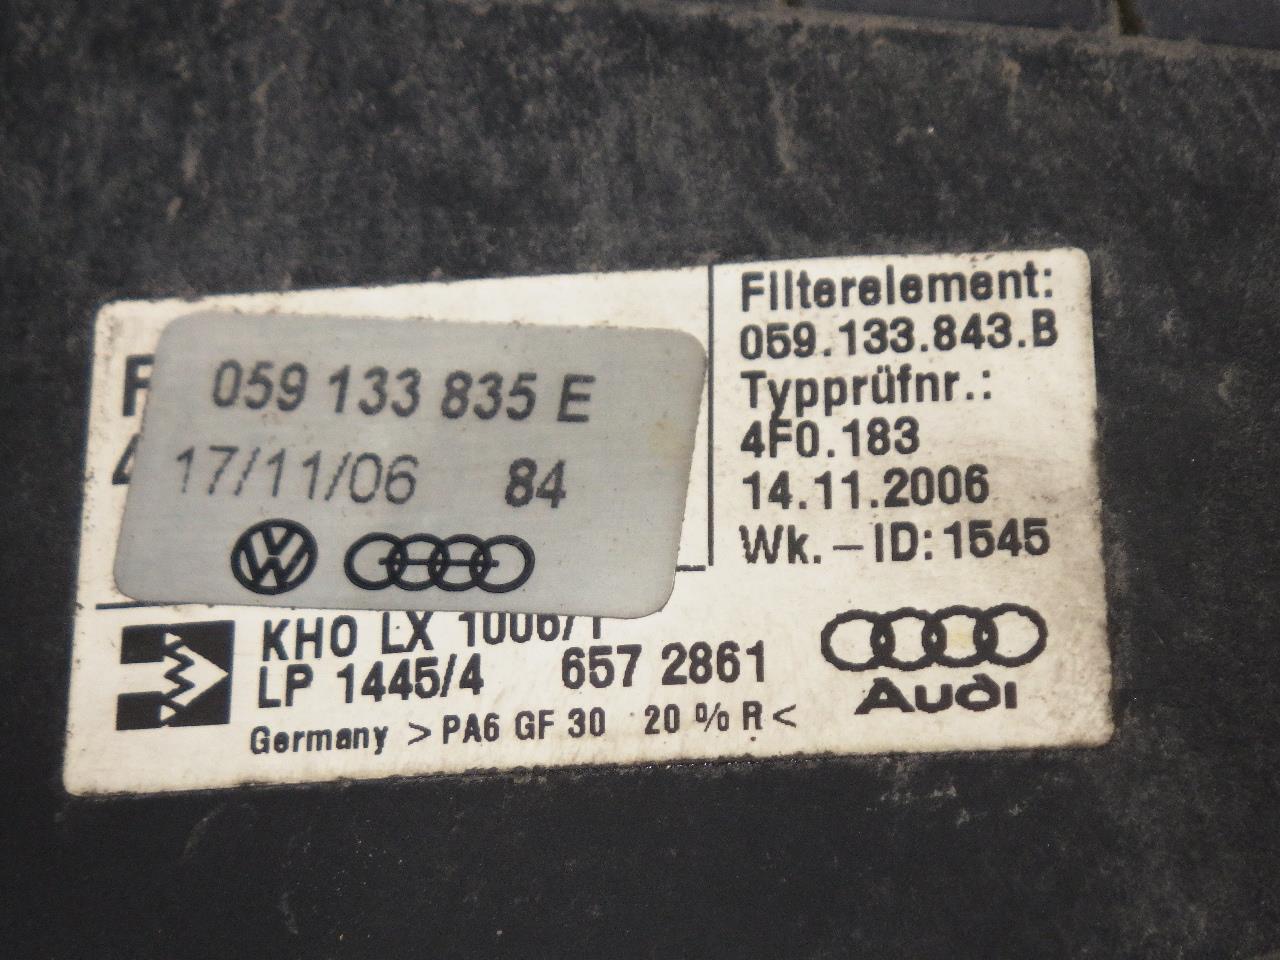 059 133 835 E
17/11/06 84
Filterelement:
059.133.843.B
Typprüfnr.:
4F0.183
14.11.2006
Wk.-ID:1545
KHO LX 1006/1
LP 1445/4 657 2861
Germany >PA6 GF 30 20 % R<
Audi